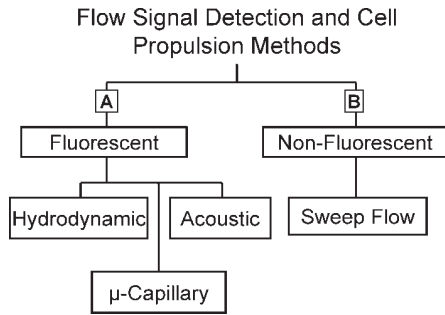 Flow Signal Detection and Cell
Propulsion Methods
A
B
Fluorescent
Non-Fluorescent
Hydrodynamic
Acoustic
Sweep Flow
μ-Capillary